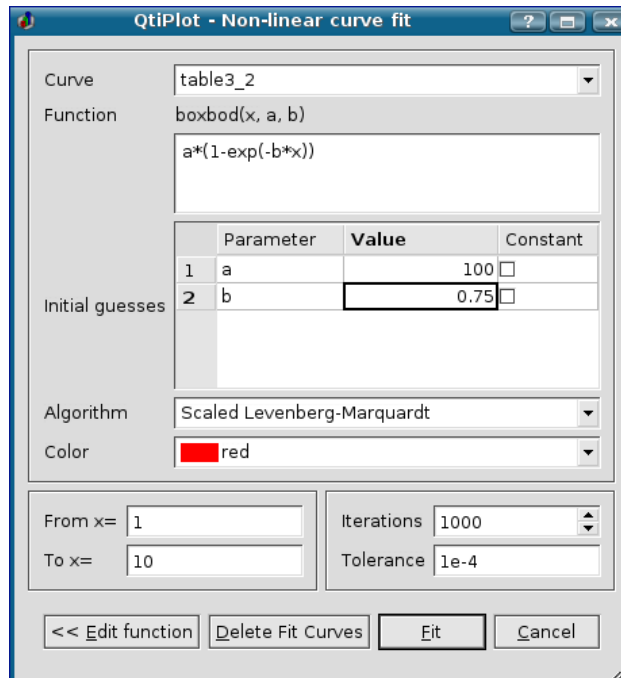 QtiPlot - Non-linear curve fit ?
Curve table3_2
Function boxbod(x, a, b)
a*(1-exp(-b*x))
Parameter Value Constant
1 a 100
2 b 0.75
Initial guesses
Algorithm Scaled Levenberg-Marquardt
Color red
From x= 1 Iterations 1000
To x= 10 Tolerance 1e-4
<< Edit function Delete Fit Curves Fit Cancel